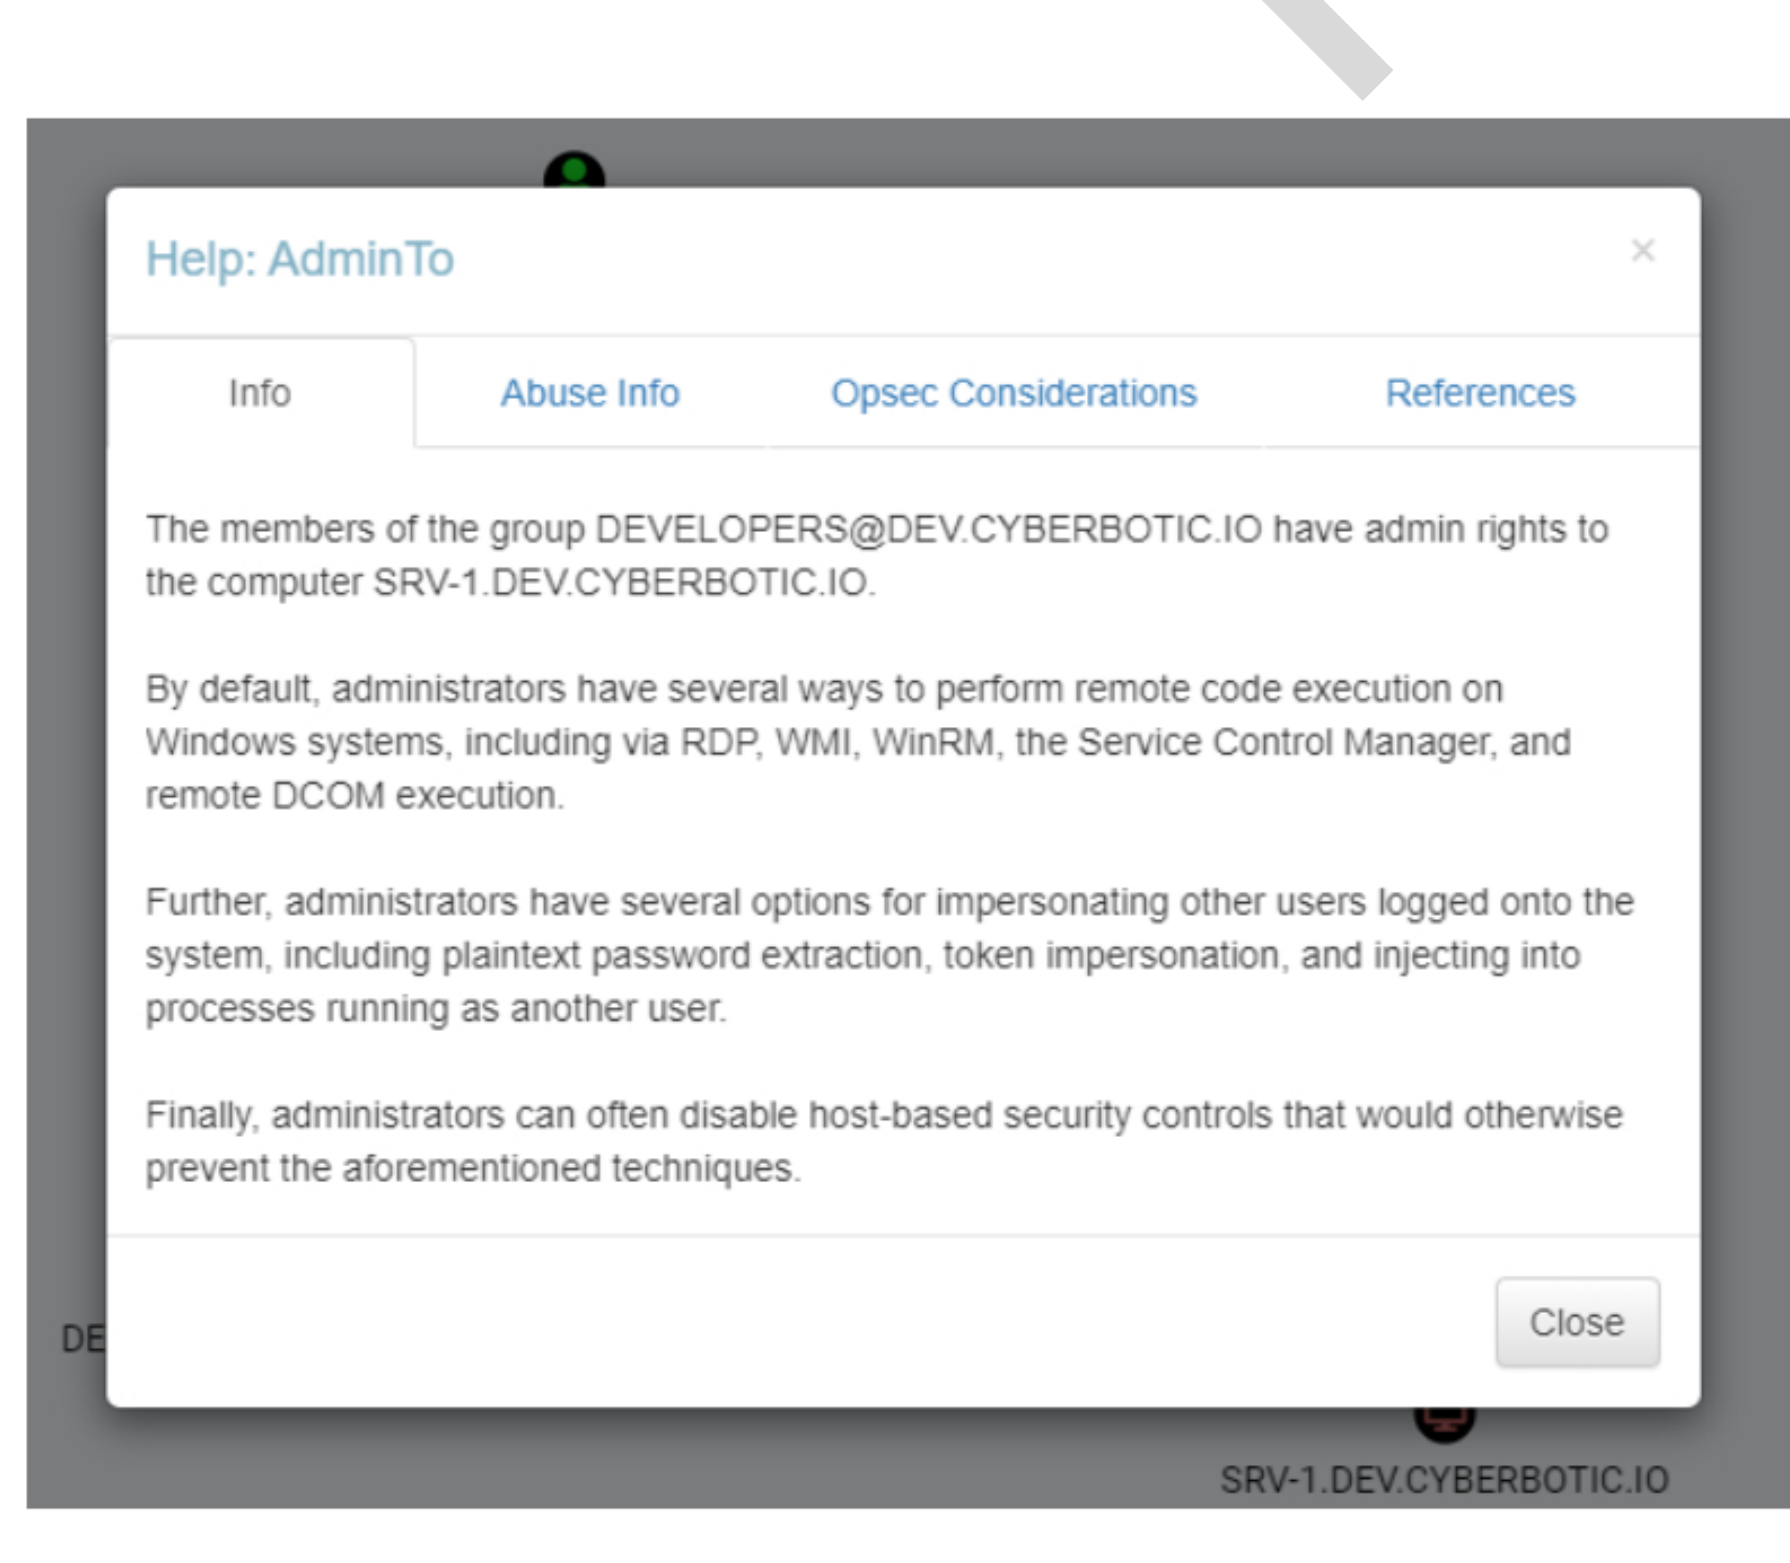 Help: AdminTo
×
Info
Abuse Info
Opsec Considerations
References
The members of the group DEVELOPERS@DEV.CYBERBOTIC.IO have admin rights to
the computer SRV-1.DEV.CYBERBOTIC.IO.
By default, administrators have several ways to perform remote code execution on
Windows systems, including via RDP, WMI, WinRM, the Service Control Manager, and
remote DCOM execution.
Further, administrators have several options for impersonating other users logged onto the
system, including plaintext password extraction, token impersonation, and injecting into
processes running as another user.
Finally, administrators can often disable host-based security controls that would otherwise
prevent the aforementioned techniques.
Close
DE
SRV-1.DEV.CYBERBOTIC.IO